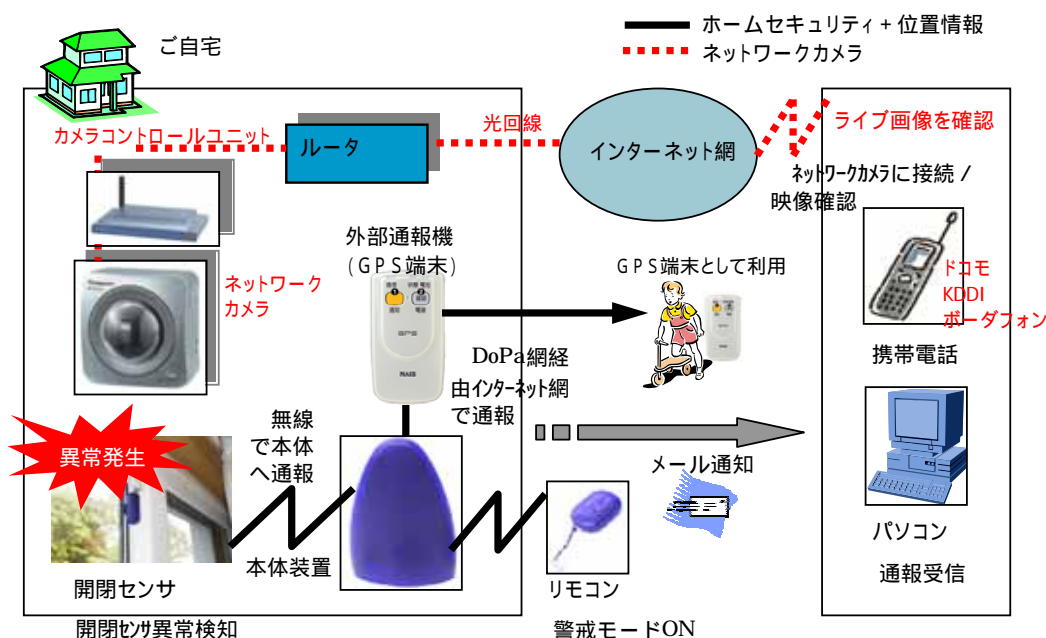 ホームセキュリティ+位置情報
ネットワークカメラ
ご自宅
カメラコントロールユニット
ルータ
光回線
インターネット網
ライブ画像を確認
ネットワークカメラに接続/
映像確認
外部通報機
(GPS端末)
GPS端末として利用
ネットワーク
カメラ
GPS
NAIS
ドコモ
KDDI
ボーダフォン
携帯電話
DoPa網経
由インターネット網
で通報
無線
で本体
へ通報
異常発生
メール通知
本体装置
開閉センサ
リモコン
パソコン
通報受信
開閉センサ異常検知
警戒モードON